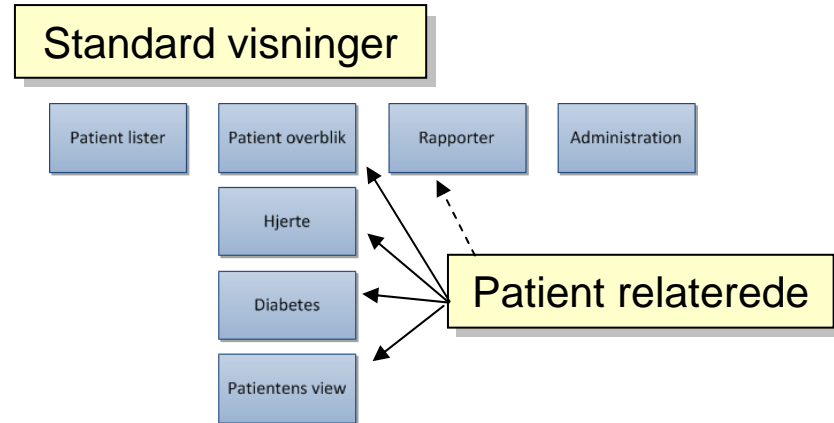 Standard visninger
Patient lister
Patient overblik
Rapporter
Administration
Hjerte
Patient relaterede
Diabetes
Patientens view